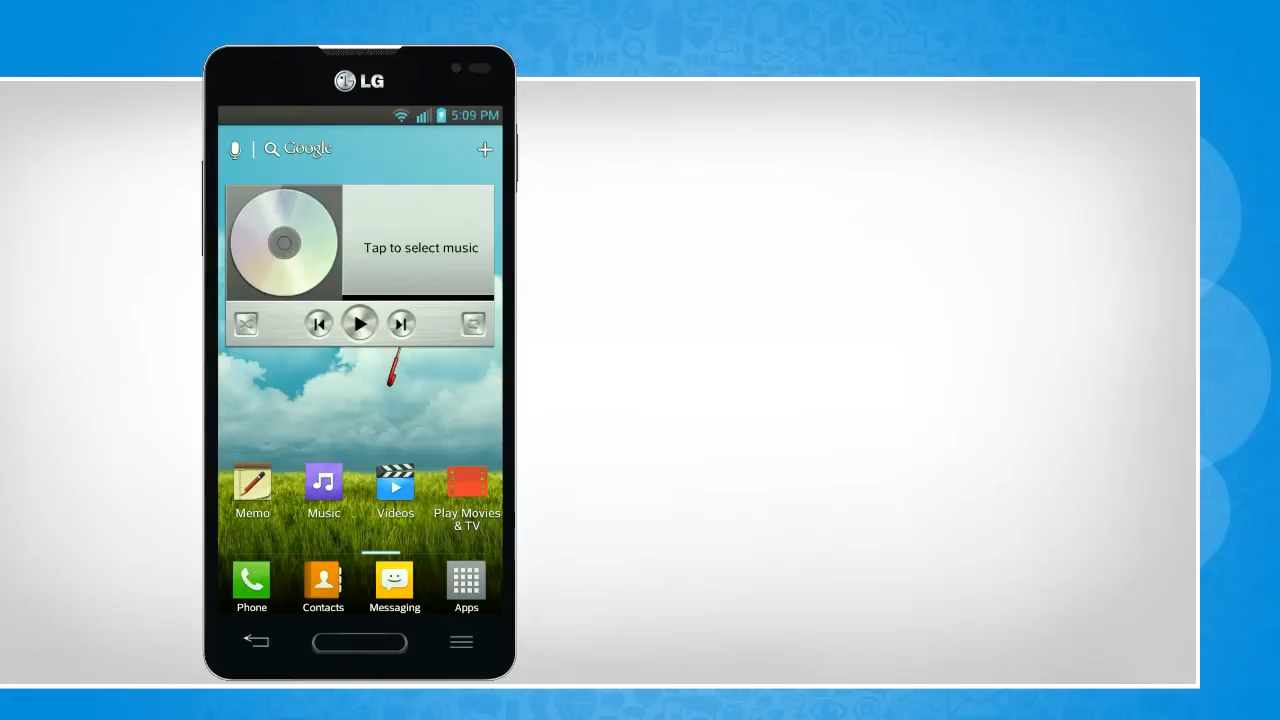 SMS
LG
5:09 PM
Google
Tap to select music
Memo
Music
Videos
Play Movies
& TV
Phone
Contacts
Messaging
Apps